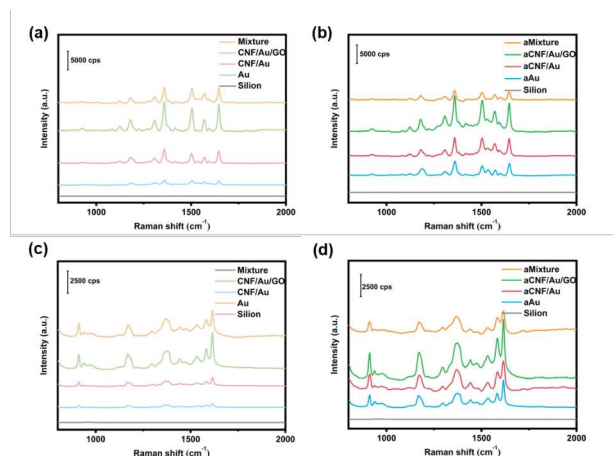 (a)
5000 cps
Mixture
CNF/Au/GO
CNF/Au
Au
Silion
Intensity (a.u.)
1000
1500
2000
Raman shift (cm-1)
(b)
5000 cps
aMixture
aCNF/Au/GO
aCNF/Au
aAu
Silion
Intensity (a.u.)
1000
1500
2000
Raman shift (cm-1)
(c)
2500 cps
Mixture
CNF/Au/GO
CNF/Au
Au
Silion
Intensity (a.u.)
1000
1500
2000
Raman shift (cm-1)
(d)
2500 cps
aMixture
aCNF/Au/GO
aCNF/Au
aAu
Silion
Intensity (a.u.)
1000
1500
2000
Raman shift (cm-1)